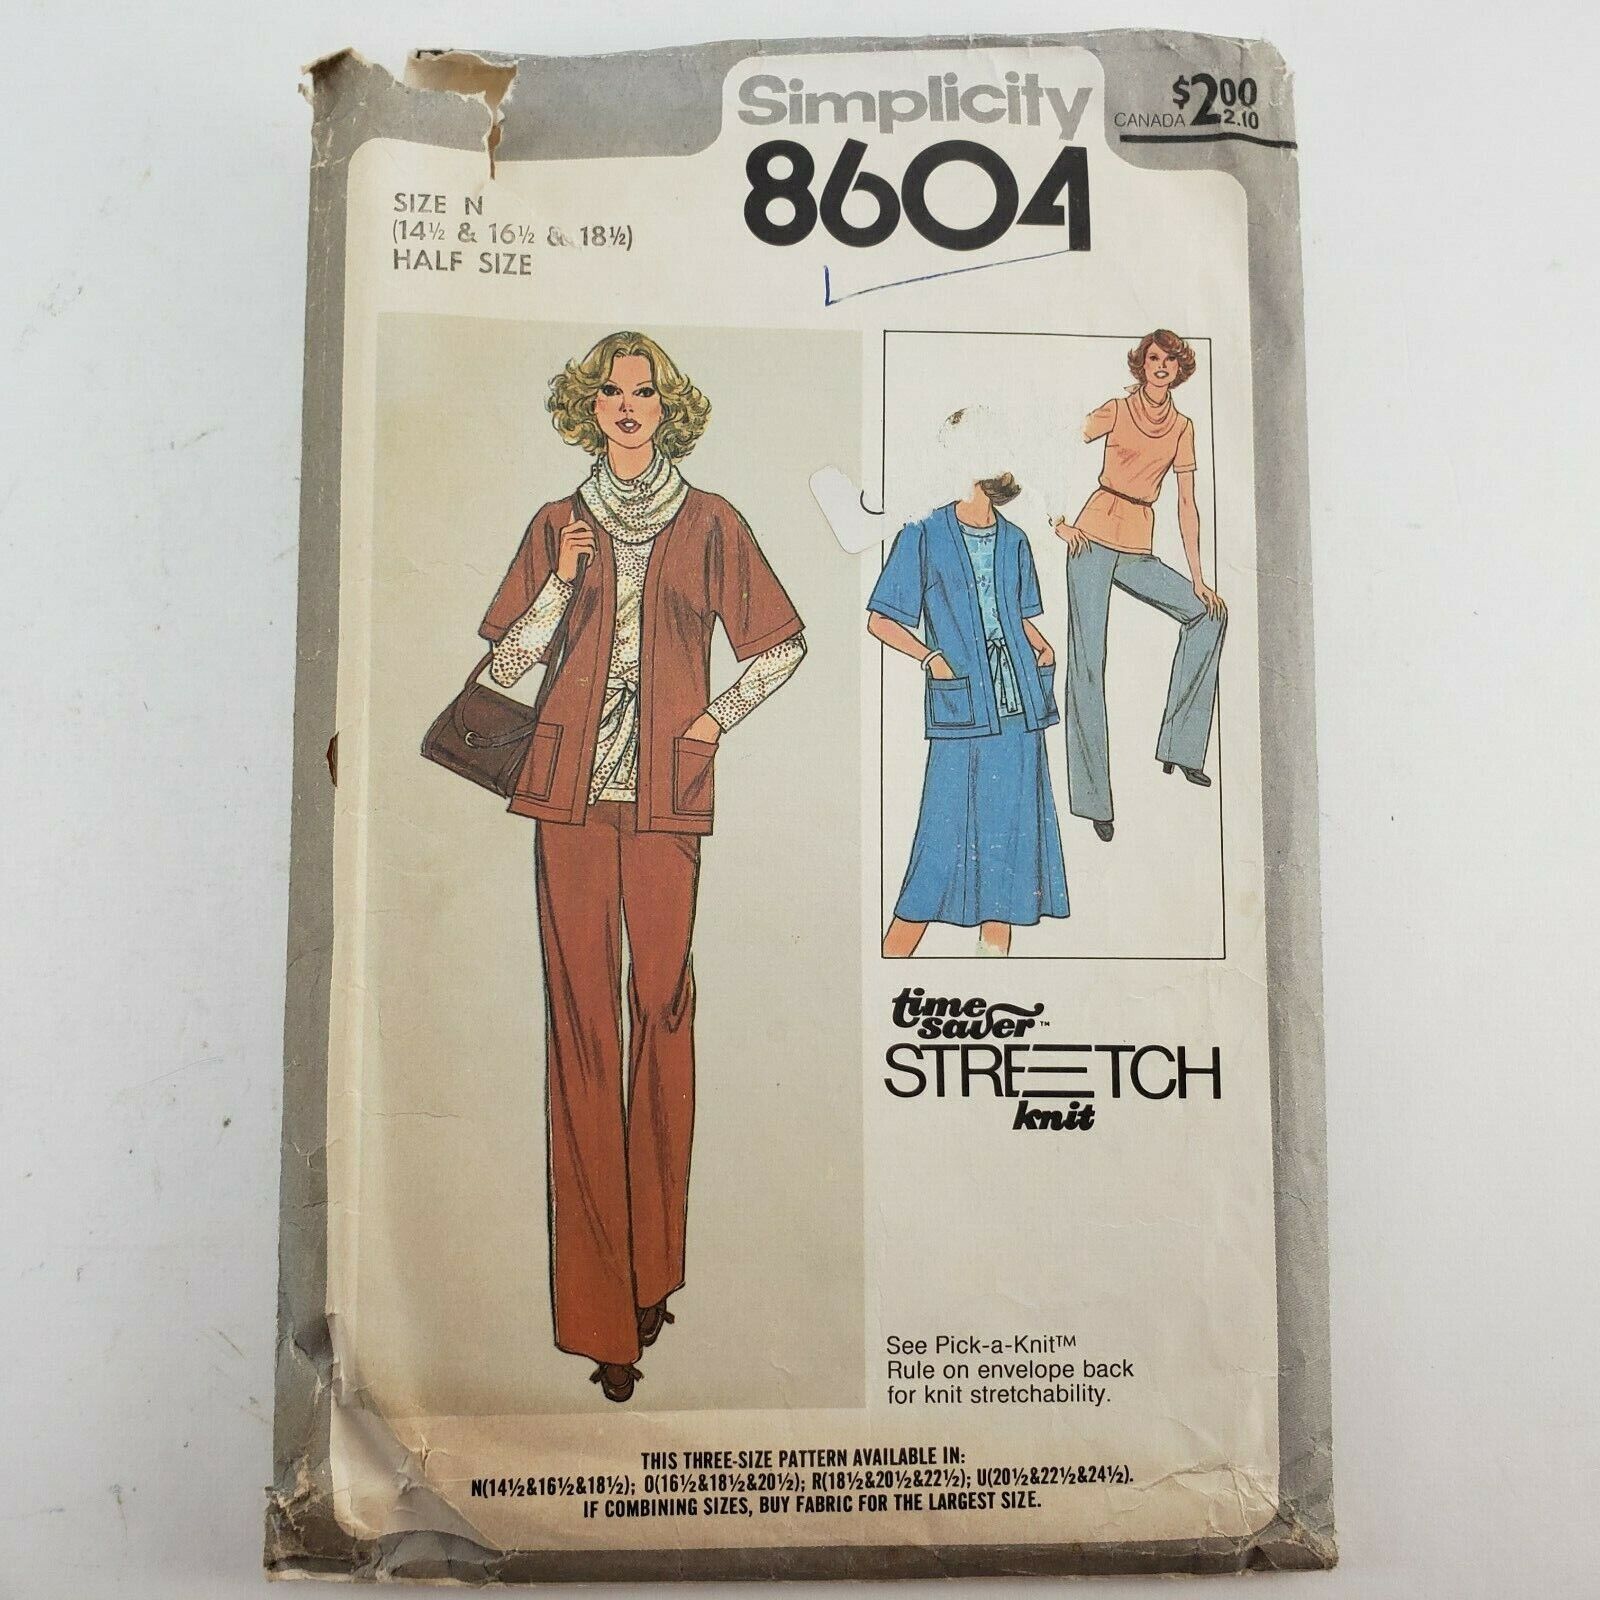 Simplicity
8604
$2.00
CANADA 2.10
SIZE N
(14½ & 16½ & 18½)
HALF SIZE
time
saver™
STRETCH
knit
See Pick-a-Knit™
Rule on envelope back
for knit stretchability.
THIS THREE-SIZE PATTERN AVAILABLE IN:
N(14½&16½&18½); O(16½&18½&20½); R(18½&20½&22½); U(20½&22½&24½).
IF COMBINING SIZES, BUY FABRIC FOR THE LARGEST SIZE.